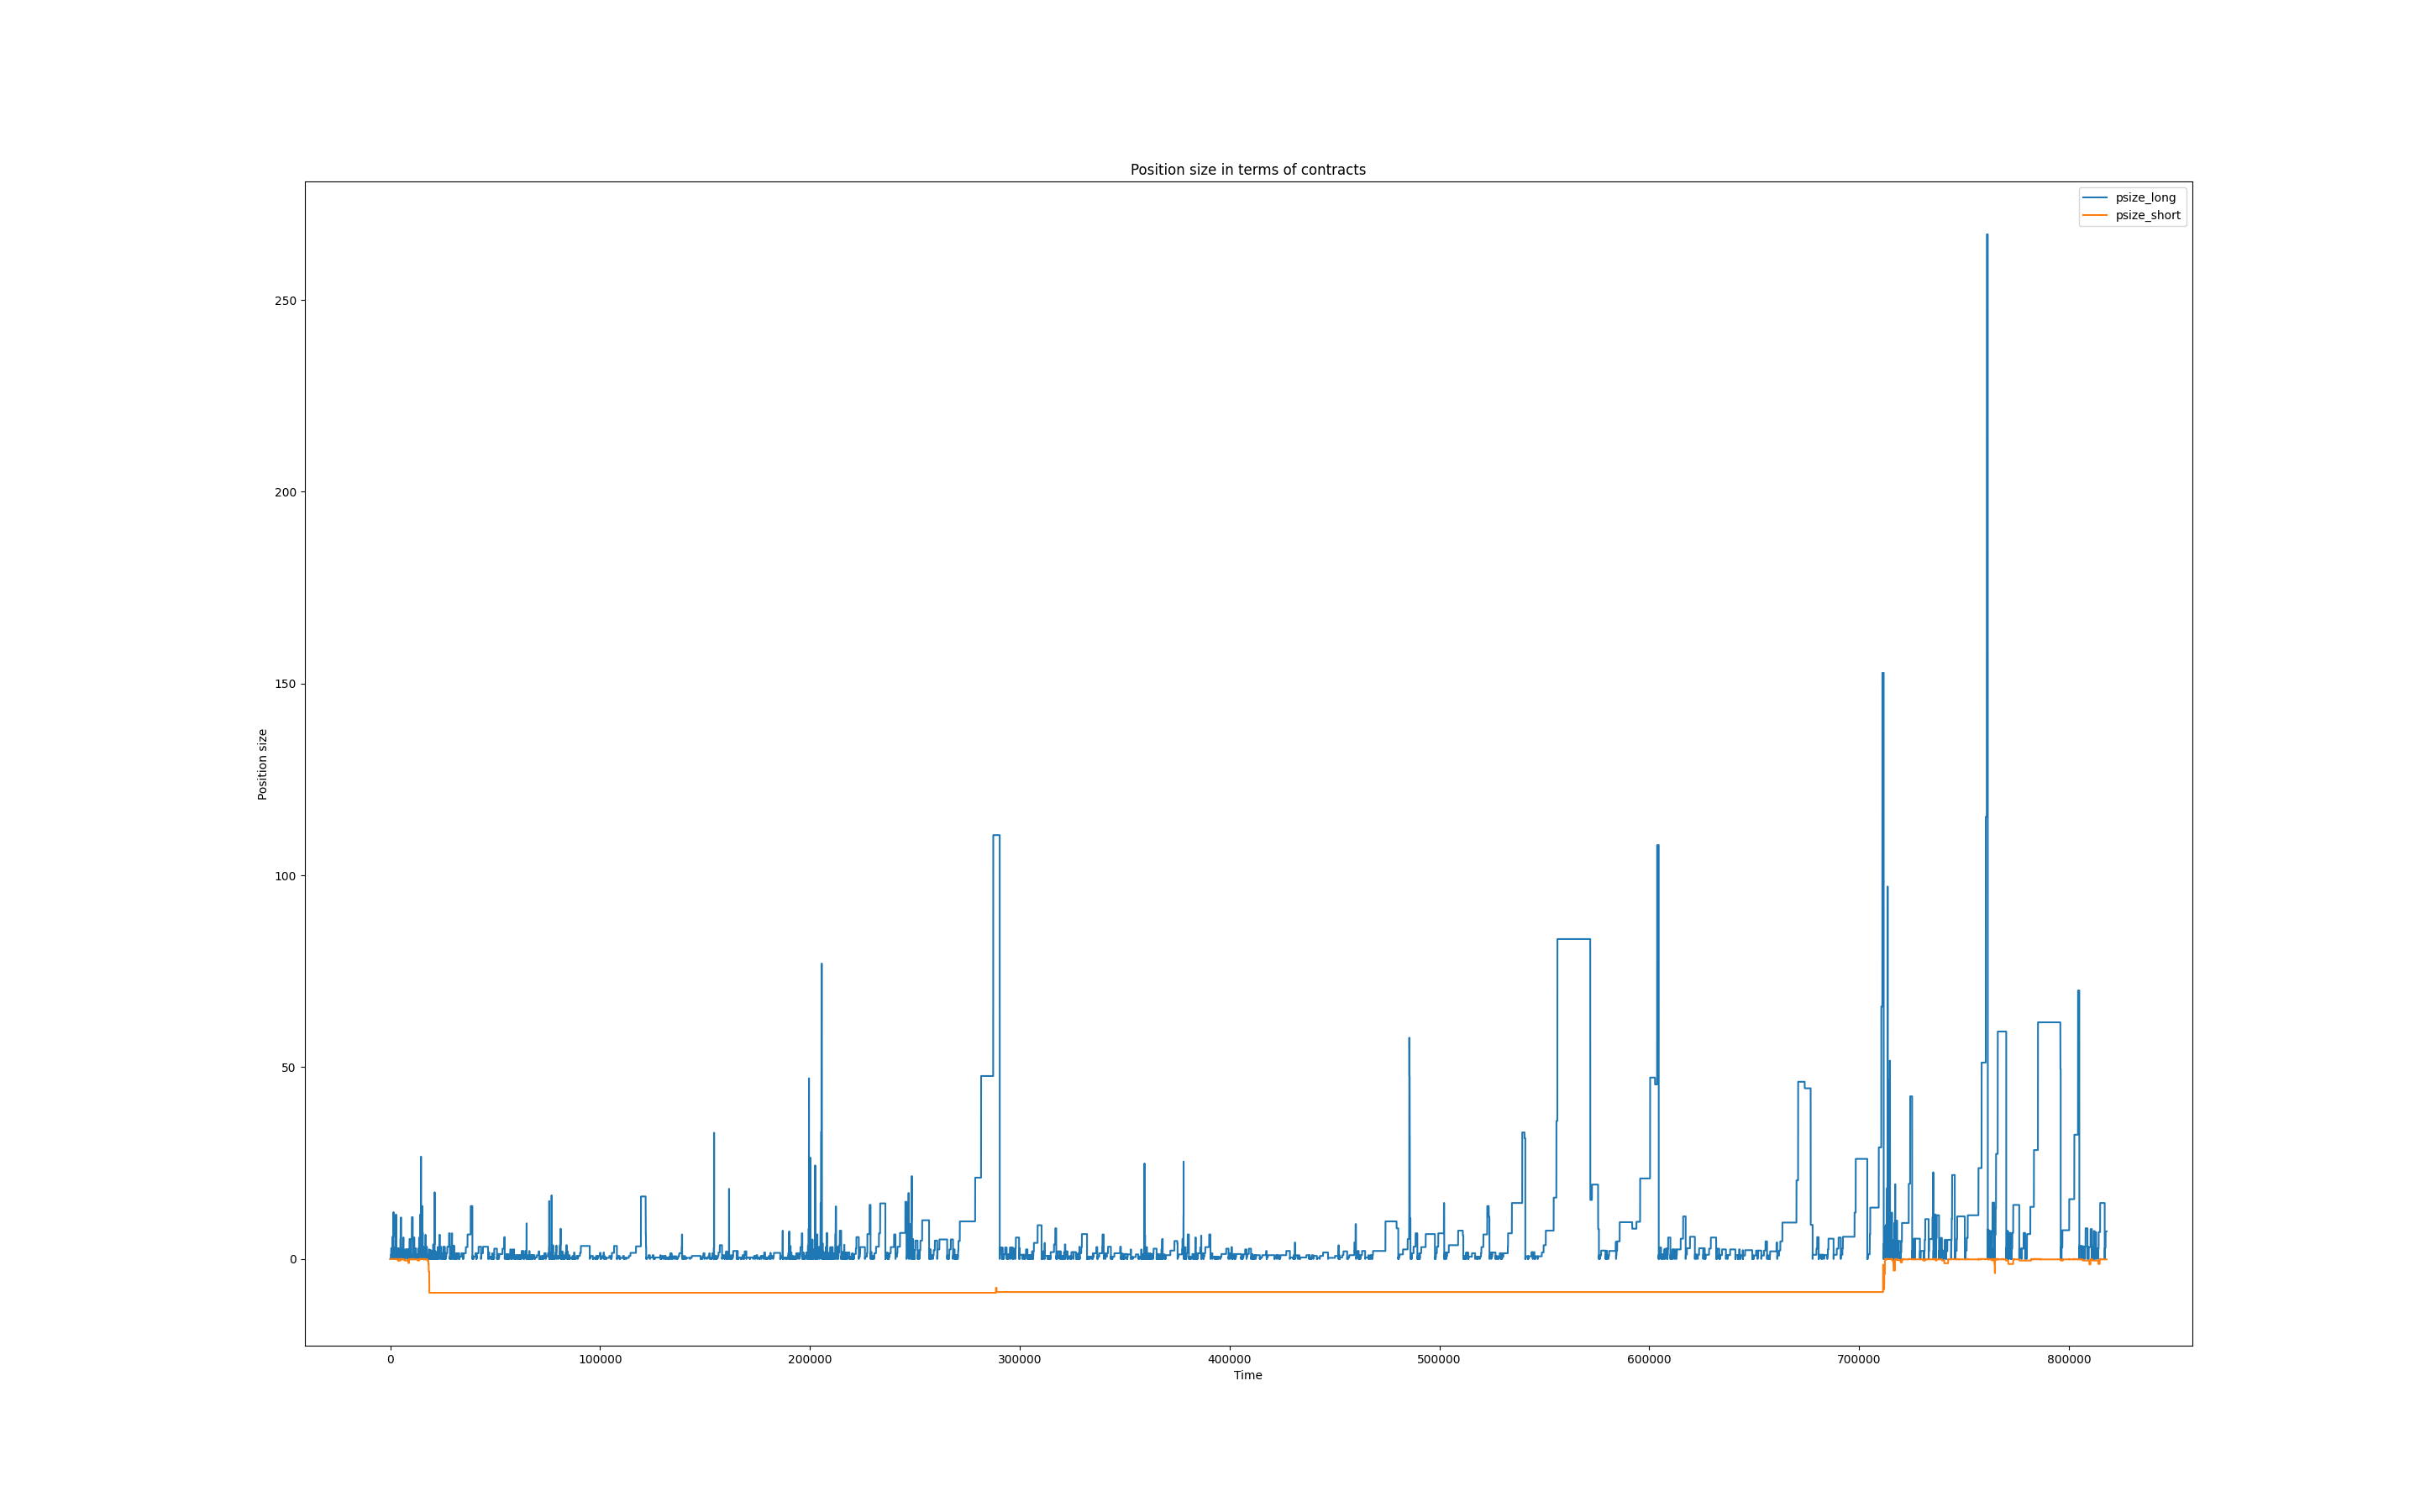 Position size in terms of contracts
psize_long
psize_short
250
200
150
100
50
0
Position size
0 100000 200000 300000 400000 500000 600000 700000 800000
Time